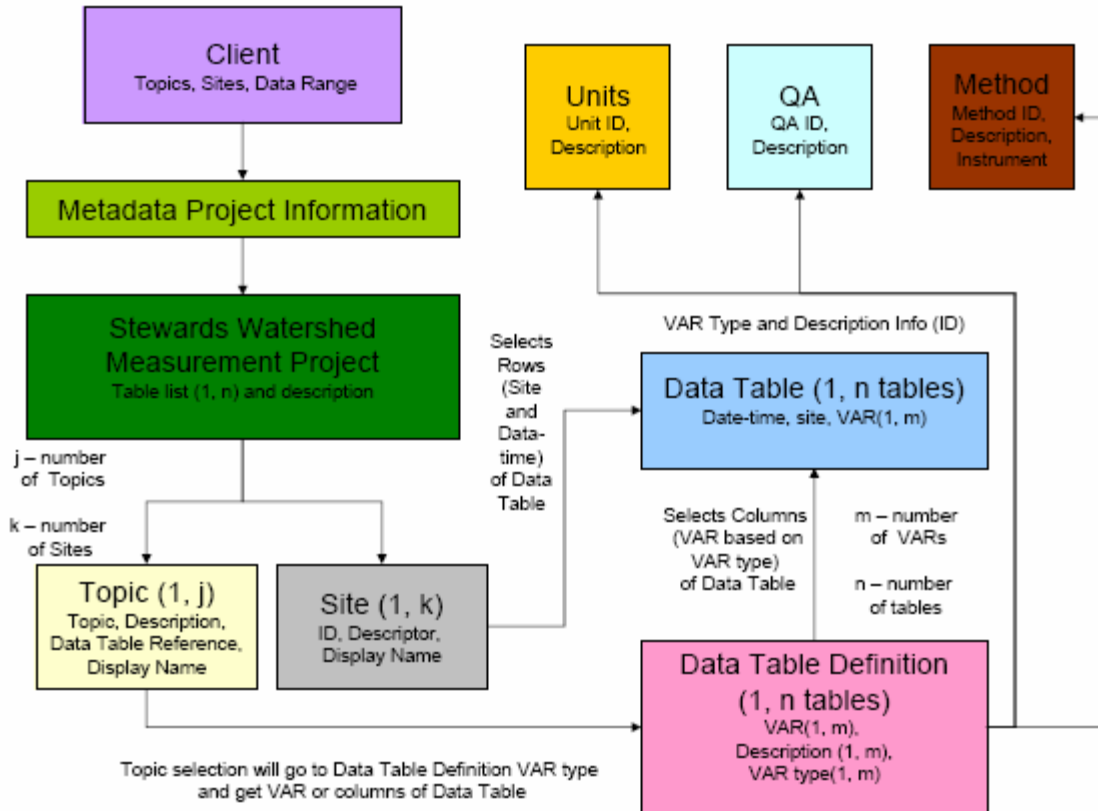 Client
Topics, Sites, Data Range
Metadata Project Information
Stewards Watershed
Measurement Project
Table list (1, n) and description
j – number
of Topics
k – number
of Sites
Topic (1, j)
Topic, Description,
Data Table Reference,
Display Name
Site (1, k)
ID, Descriptor,
Display Name
Selects
Rows
(Site
and
Data-
time)
of Data
Table
Units
Unit ID,
Description
QA
QA ID,
Description
Method
Method ID,
Description,
Instrument
VAR Type and Description Info (ID)
Data Table (1, n tables)
Date-time, site, VAR(1, m)
Selects Columns
(VAR based on
VAR type)
of Data Table
m – number
of VARs
n – number
of tables
Data Table Definition
(1, n tables)
VAR(1, m),
Description (1, m),
VAR type(1, m)
Topic selection will go to Data Table Definition VAR type
and get VAR or columns of Data Table